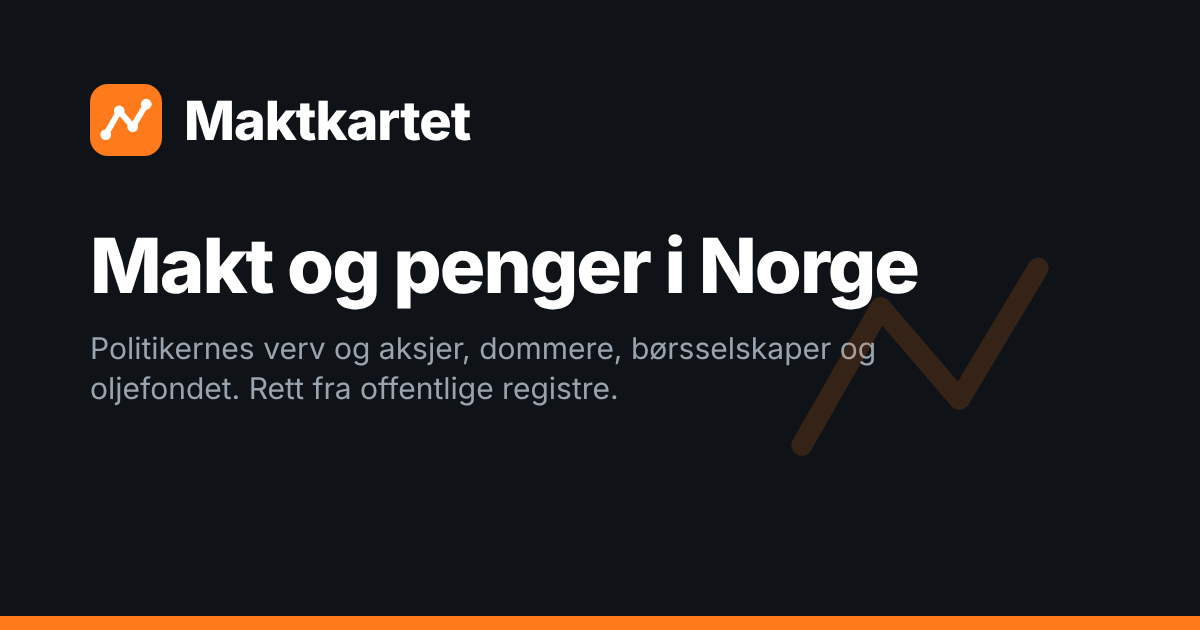 Maktkartet
Makt og penger i Norge
Politikernes verv og aksjer, dommere, børsselskaper og
oljefondet. Rett fra offentlige registre.